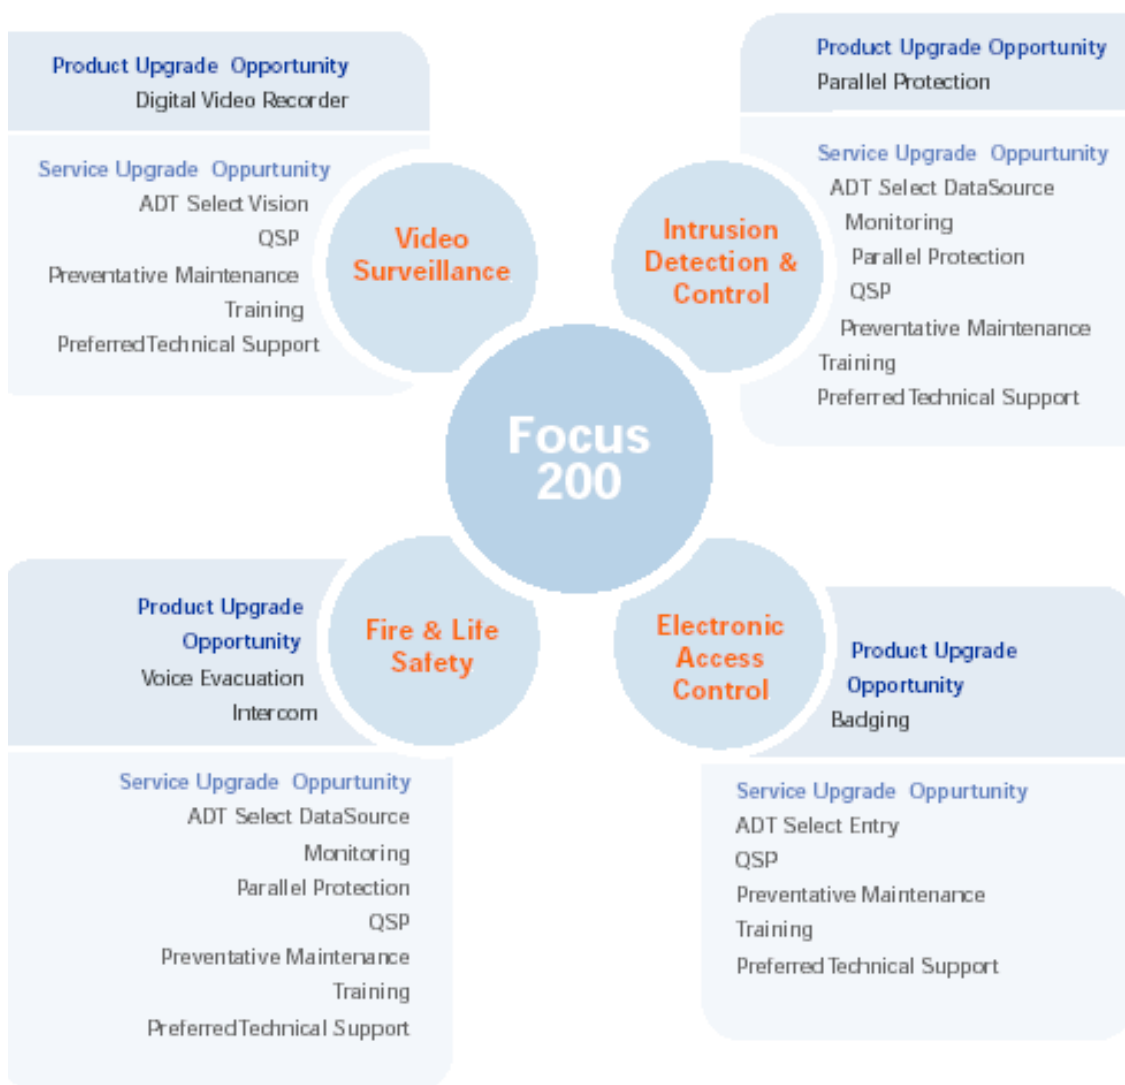 Product Upgrade Opportunity
Digital Video Recorder
Service Upgrade Oppurtunity
ADT Select Vision
QSP
Preventative Maintenance
Training
Preferred Technical Support
Video
Surveillance
Product Upgrade Opportunity
Parallel Protection
Service Upgrade Oppurtunity
ADT Select DataSource
Monitoring
Parallel Protection
QSP
Preventative Maintenance
Training
Preferred Technical Support
Intrusion
Detection &
Control
Focus
200
Product Upgrade
Opportunity
Voice Evacuation
Intercom
Service Upgrade Oppurtunity
ADT Select DataSource
Monitoring
Parallel Protection
QSP
Preventative Maintenance
Training
Preferred Technical Support
Fire & Life
Safety
Electronic
Access
Control
Product Upgrade
Opportunity
Badging
Service Upgrade Oppurtunity
ADT Select Entry
QSP
Preventative Maintenance
Training
Preferred Technical Support